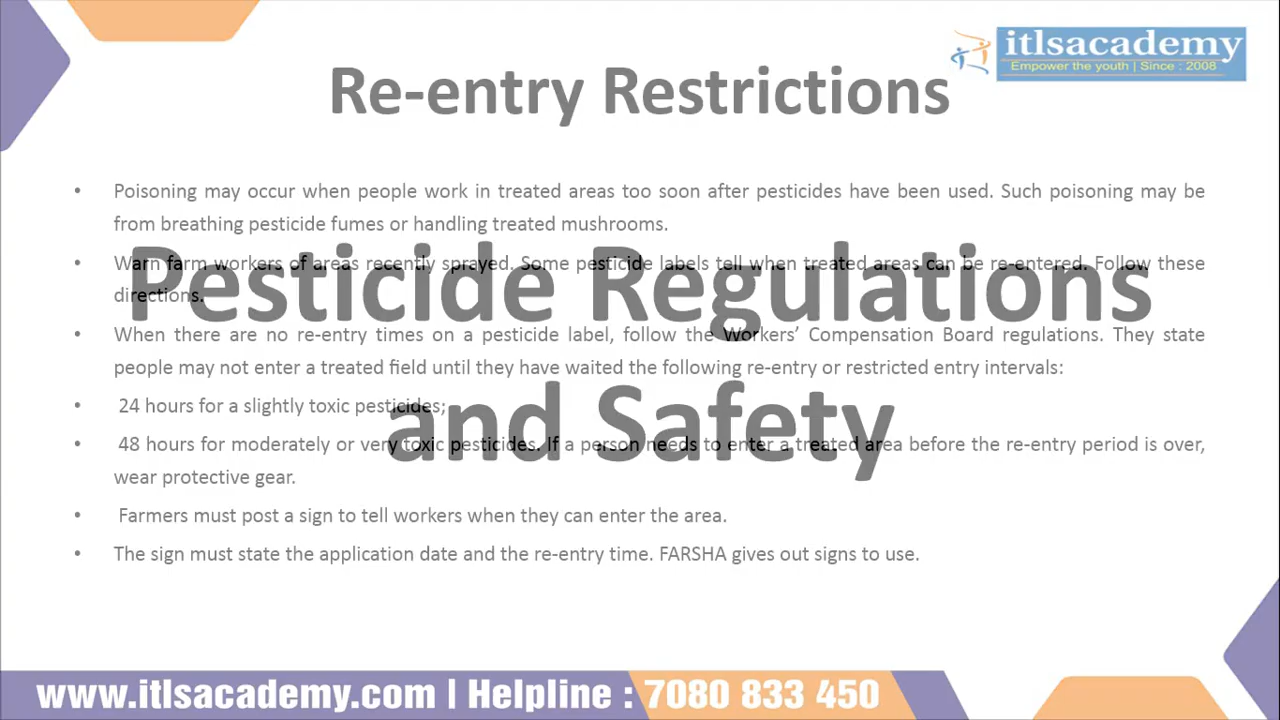 itlsacademy
Empower the youth | Since : 2008
Re-entry Restrictions
• Poisoning may occur when people work in treated areas too soon after pesticides have been used. Such poisoning may be
from breathing pesticide fumes or handling treated mushrooms.
• Warn farm workers of areas recently sprayed. Some pesticide labels tell when treated areas can be re-entered. Follow these
directions.
Pesticide Regulations
• When there are no re-entry times on a pesticide label, follow the Workers’ Compensation Board regulations. They state
people may not enter a treated field until they have waited the following re-entry or restricted entry intervals:
• 24 hours for a slightly toxic pesticides;
and Safety
• 48 hours for moderately or very toxic pesticides. If a person needs to enter a treated area before the re-entry period is over,
wear protective gear.
• Farmers must post a sign to tell workers when they can enter the area.
• The sign must state the application date and the re-entry time. FARSHA gives out signs to use.
www.itlsacademy.com | Helpline : 7080 833 450